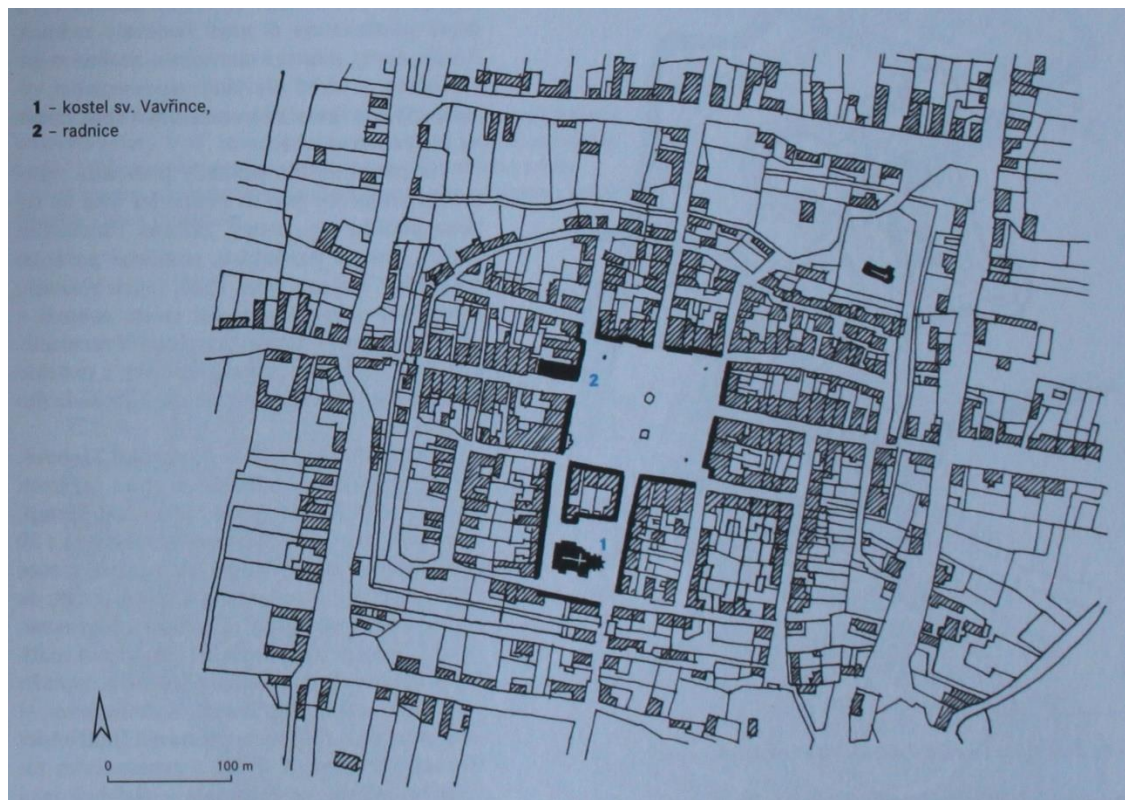 1 – kostel sv. Vavřince,
2 – radnice
2
1
0 100 m